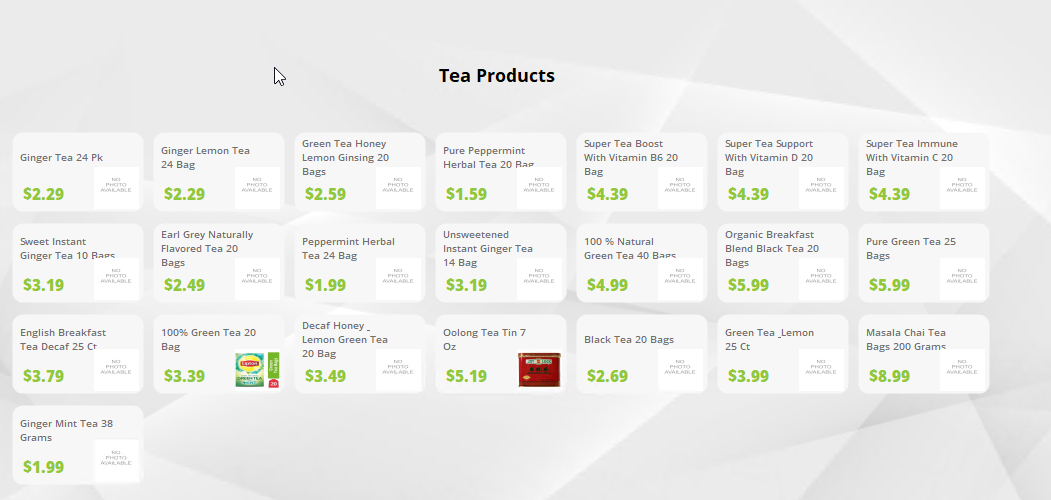 Tea Products
Ginger Tea 24 Pk
$2.29
NO
PHOTO
AVAILABLE
Ginger Lemon Tea
24 Bag
$2.29
NO
PHOTO
AVAILABLE
Green Tea Honey
Lemon Ginsing 20
Bags
$2.59
NO
PHOTO
AVAILABLE
Pure Peppermint
Herbal Tea 20 Bag
$1.59
NO
PHOTO
AVAILABLE
Super Tea Boost
With Vitamin B6 20
Bag
$4.39
NO
PHOTO
AVAILABLE
Super Tea Support
With Vitamin D 20
Bag
$4.39
NO
PHOTO
AVAILABLE
Super Tea Immune
With Vitamin C 20
Bag
$4.39
NO
PHOTO
AVAILABLE
Sweet Instant
Ginger Tea 10 Bags
$3.19
NO
PHOTO
AVAILABLE
Earl Grey Naturally
Flavored Tea 20
Bags
$2.49
NO
PHOTO
AVAILABLE
Peppermint Herbal
Tea 24 Bag
$1.99
NO
PHOTO
AVAILABLE
Unsweetened
Instant Ginger Tea
14 Bag
$3.19
NO
PHOTO
AVAILABLE
100 % Natural
Green Tea 40 Bags
$4.99
NO
PHOTO
AVAILABLE
Organic Breakfast
Blend Black Tea 20
Bags
$5.99
NO
PHOTO
AVAILABLE
Pure Green Tea 25
Bags
$5.99
NO
PHOTO
AVAILABLE
English Breakfast
Tea Decaf 25 Ct
$3.79
NO
PHOTO
AVAILABLE
100% Green Tea 20
Bag
$3.39
Lipton
GREEN TEA
20
Decaf Honey _
Lemon Green Tea
20 Bag
$3.49
NO
PHOTO
AVAILABLE
Oolong Tea Tin 7
Oz
$5.19
Black Tea 20 Bags
$2.69
NO
PHOTO
AVAILABLE
Green Tea _Lemon
25 Ct
$3.99
NO
PHOTO
AVAILABLE
Masala Chai Tea
Bags 200 Grams
$8.99
NO
PHOTO
AVAILABLE
Ginger Mint Tea 38
Grams
$1.99
NO
PHOTO
AVAILABLE